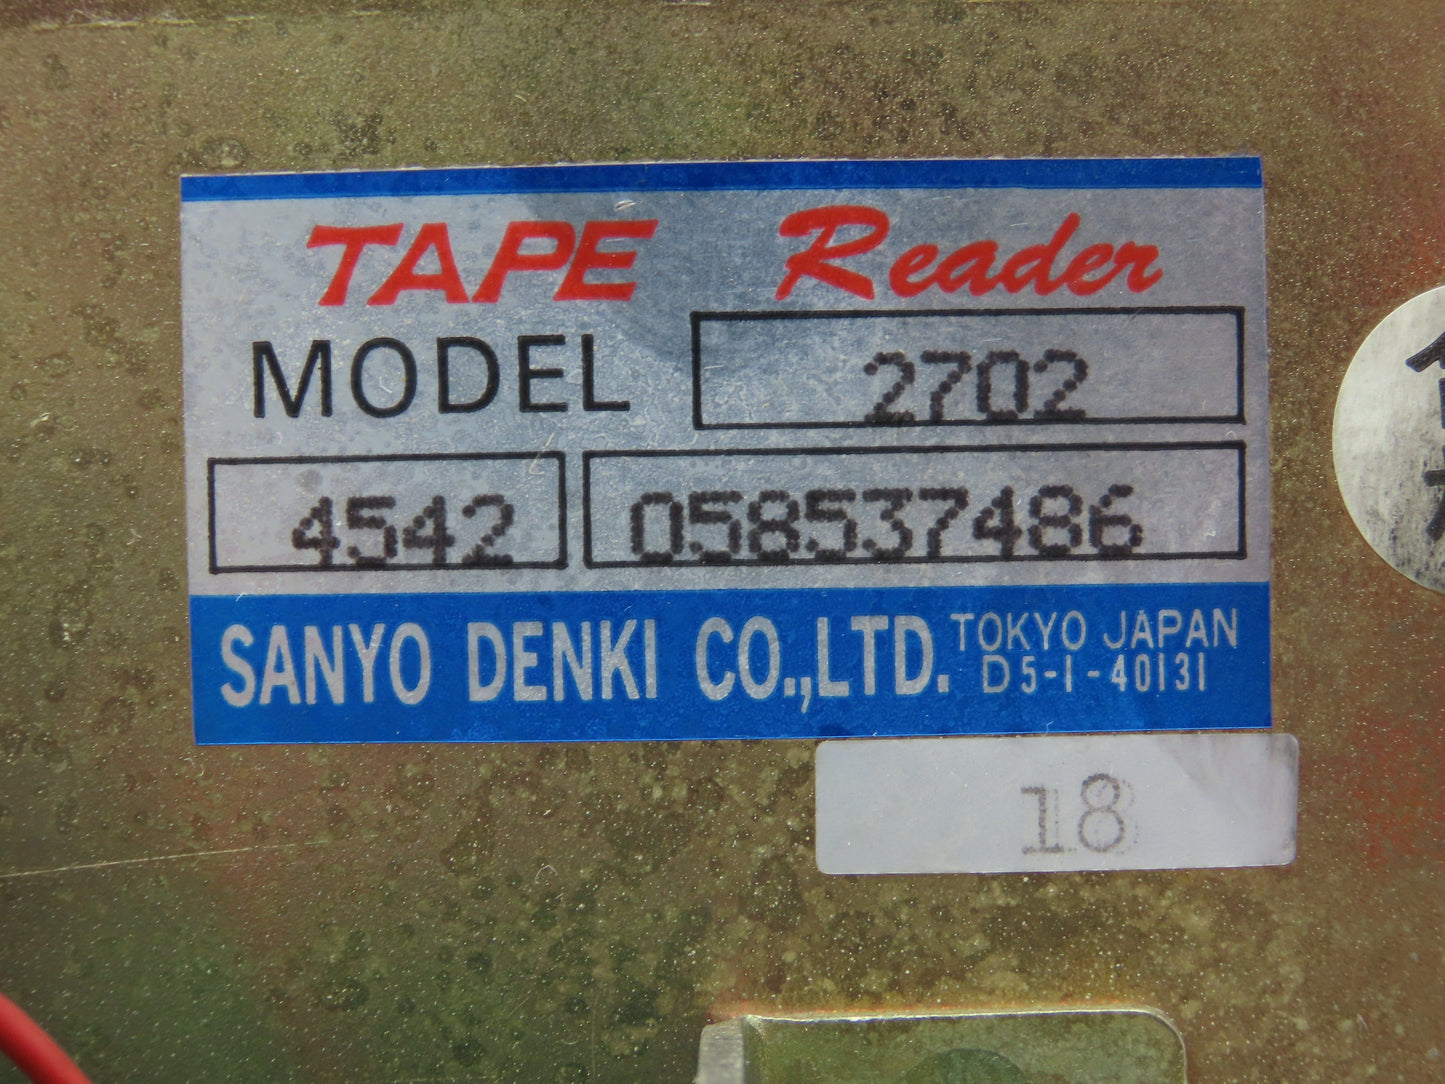 TAPE Reader
MODEL 2702
4542 058537486
SANYO DENKI CO.,LTD. TOKYO JAPAN
D5-1-40131
18